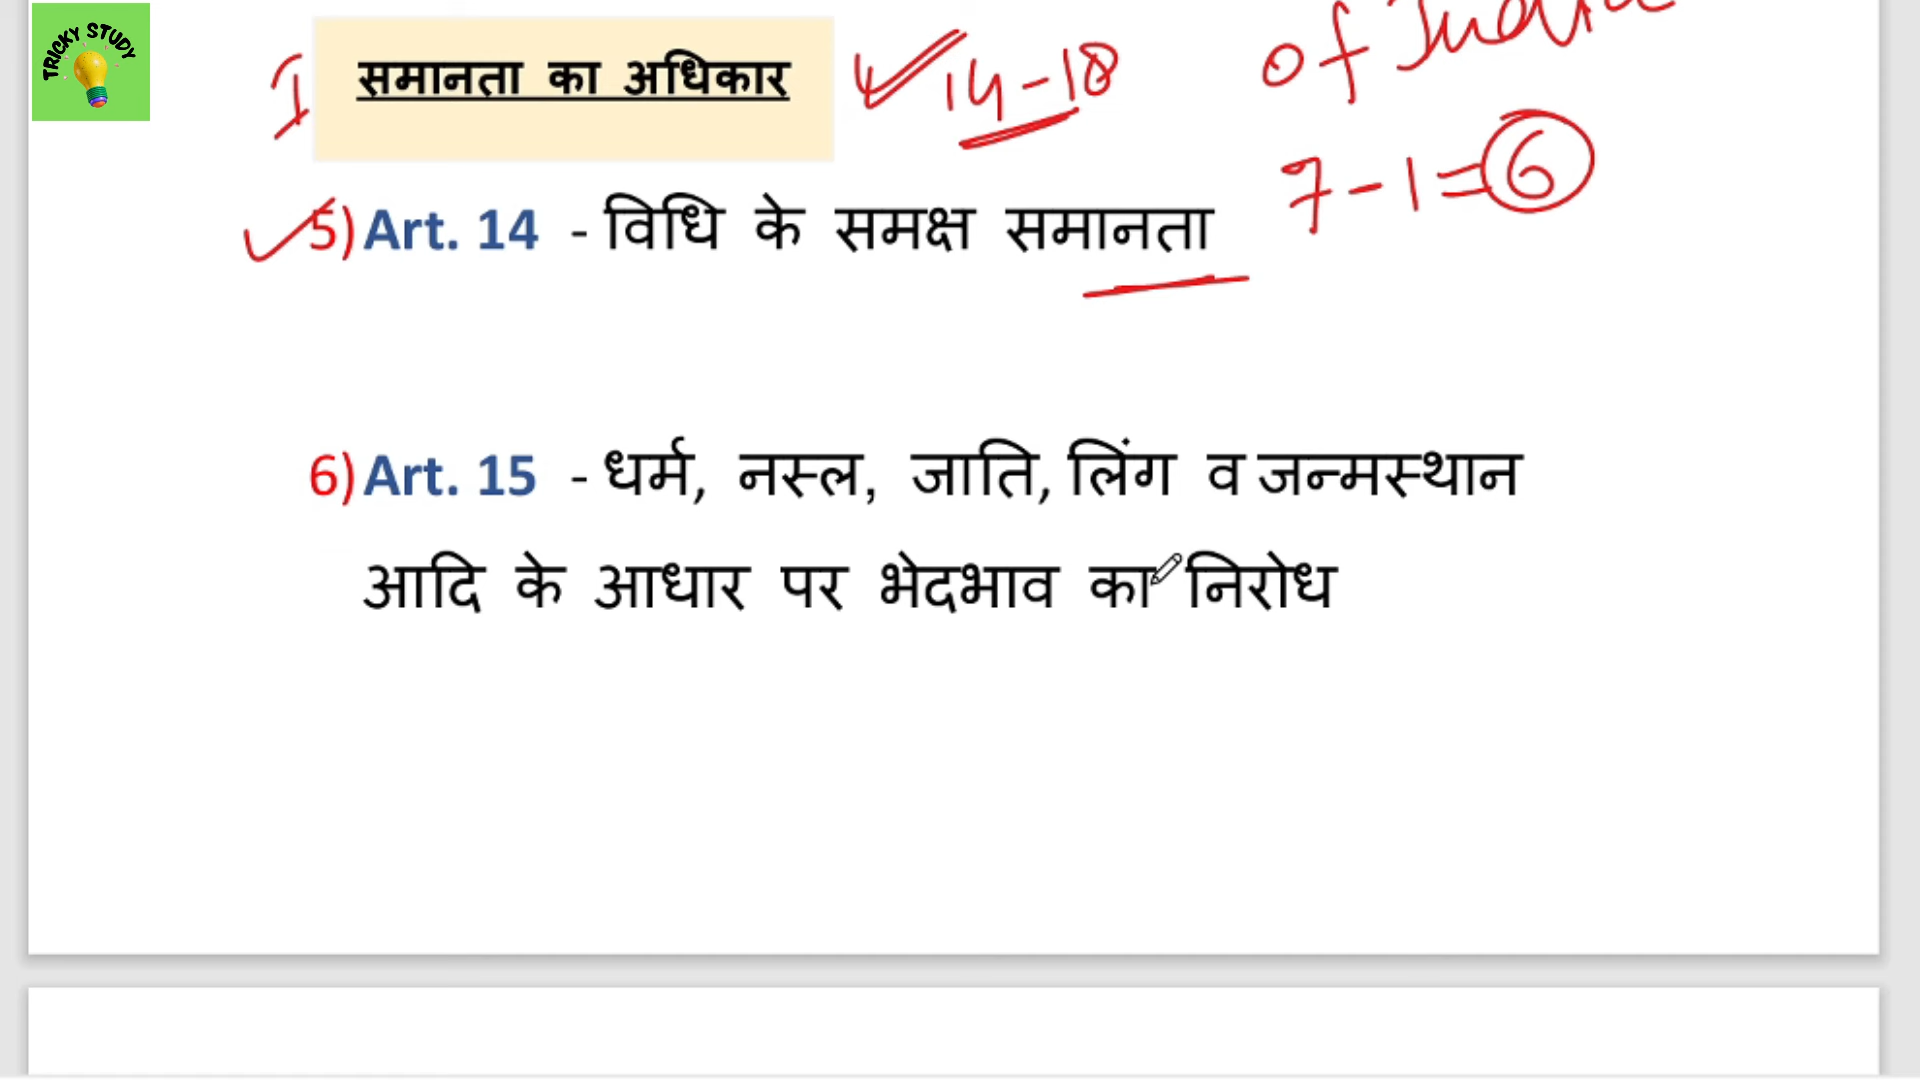 TRICKY STUDY
of India
I समानता का अधिकार 14-18
7-1=6
5) Art. 14 - विधि के समक्ष समानता
6) Art. 15 - धर्म, नस्ल, जाति, लिंग व जन्मस्थान
आदि के आधार पर भेदभाव का निरोध